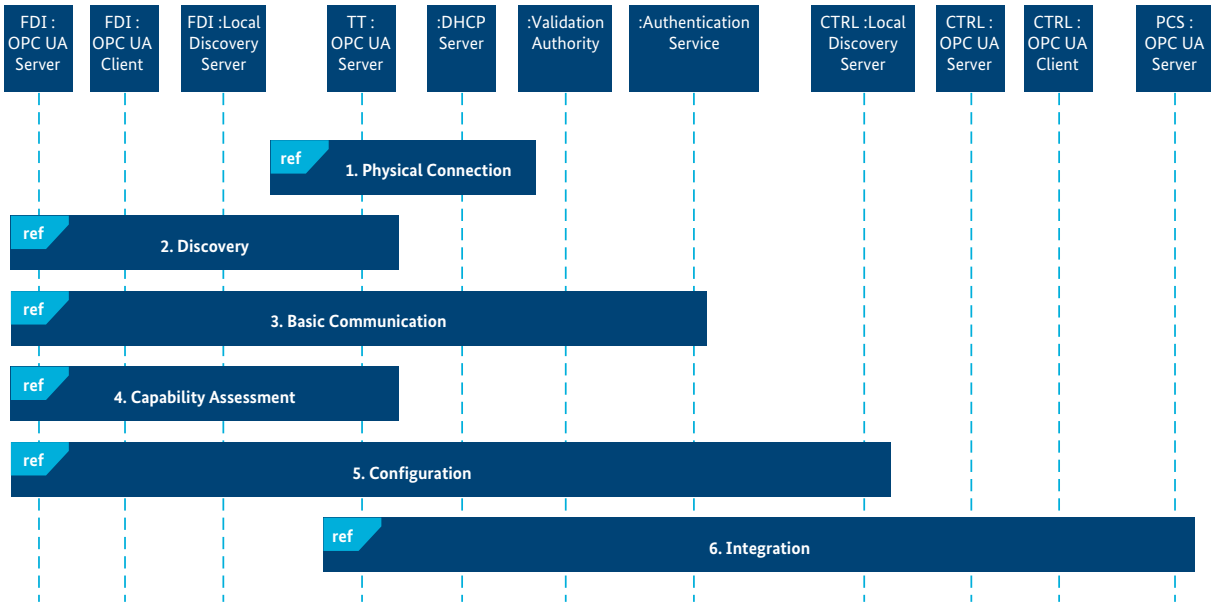 FDI :
OPC UA
Server
FDI :
OPC UA
Client
FDI :Local
Discovery
Server
TT :
OPC UA
Server
:DHCP
Server
:Validation
Authority
:Authentication
Service
CTRL :Local
Discovery
Server
CTRL :
OPC UA
Server
CTRL :
OPC UA
Client
PCS :
OPC UA
Server
ref
1. Physical Connection
ref
2. Discovery
ref
3. Basic Communication
ref
4. Capability Assessment
ref
5. Configuration
ref
6. Integration